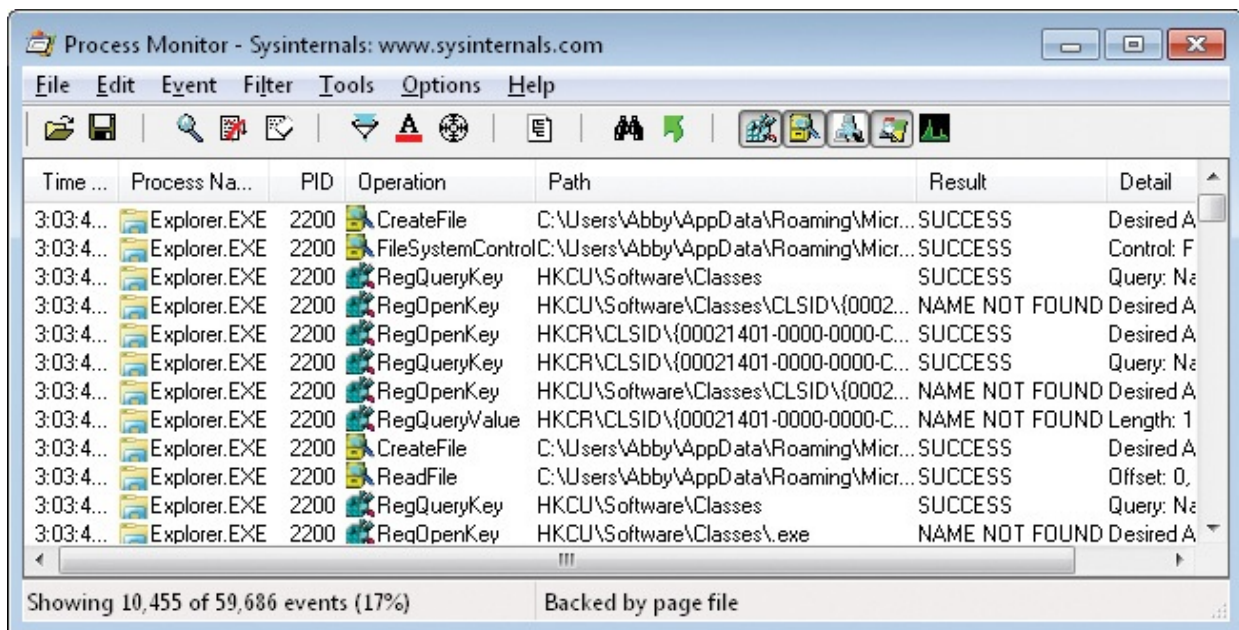 Process Monitor - Sysinternals: www.sysinternals.com
File Edit Event Filter Tools Options Help
A
Time ... Process Na... PID Operation Path Result Detail
3:03:4... Explorer.EXE 2200 CreateFile C:\Users\Abby\AppData\Roaming\Micr... SUCCESS Desired A
3:03:4... Explorer.EXE 2200 FileSystemControl C:\Users\Abby\AppData\Roaming\Micr... SUCCESS Control: F
3:03:4... Explorer.EXE 2200 RegQueryKey HKCU\Software\Classes SUCCESS Query: Na
3:03:4... Explorer.EXE 2200 RegOpenKey HKCU\Software\Classes\CLSID\{0002... NAME NOT FOUND Desired A
3:03:4... Explorer.EXE 2200 RegOpenKey HKCR\CLSID\{00021401-0000-0000-C... SUCCESS Desired A
3:03:4... Explorer.EXE 2200 RegQueryKey HKCR\CLSID\{00021401-0000-0000-C... SUCCESS Query: Na
3:03:4... Explorer.EXE 2200 RegOpenKey HKCU\Software\Classes\CLSID\{0002... NAME NOT FOUND Desired A
3:03:4... Explorer.EXE 2200 RegQueryValue HKCR\CLSID\{00021401-0000-0000-C... NAME NOT FOUND Length: 1
3:03:4... Explorer.EXE 2200 CreateFile C:\Users\Abby\AppData\Roaming\Micr... SUCCESS Desired A
3:03:4... Explorer.EXE 2200 ReadFile C:\Users\Abby\AppData\Roaming\Micr... SUCCESS Offset: 0,
3:03:4... Explorer.EXE 2200 RegQueryKey HKCU\Software\Classes SUCCESS Query: Na
3:03:4... Explorer.EXE 2200 RegOpenKey HKCU\Software\Classes\.exe NAME NOT FOUND Desired A
Showing 10,455 of 59,686 events (17%) Backed by page file